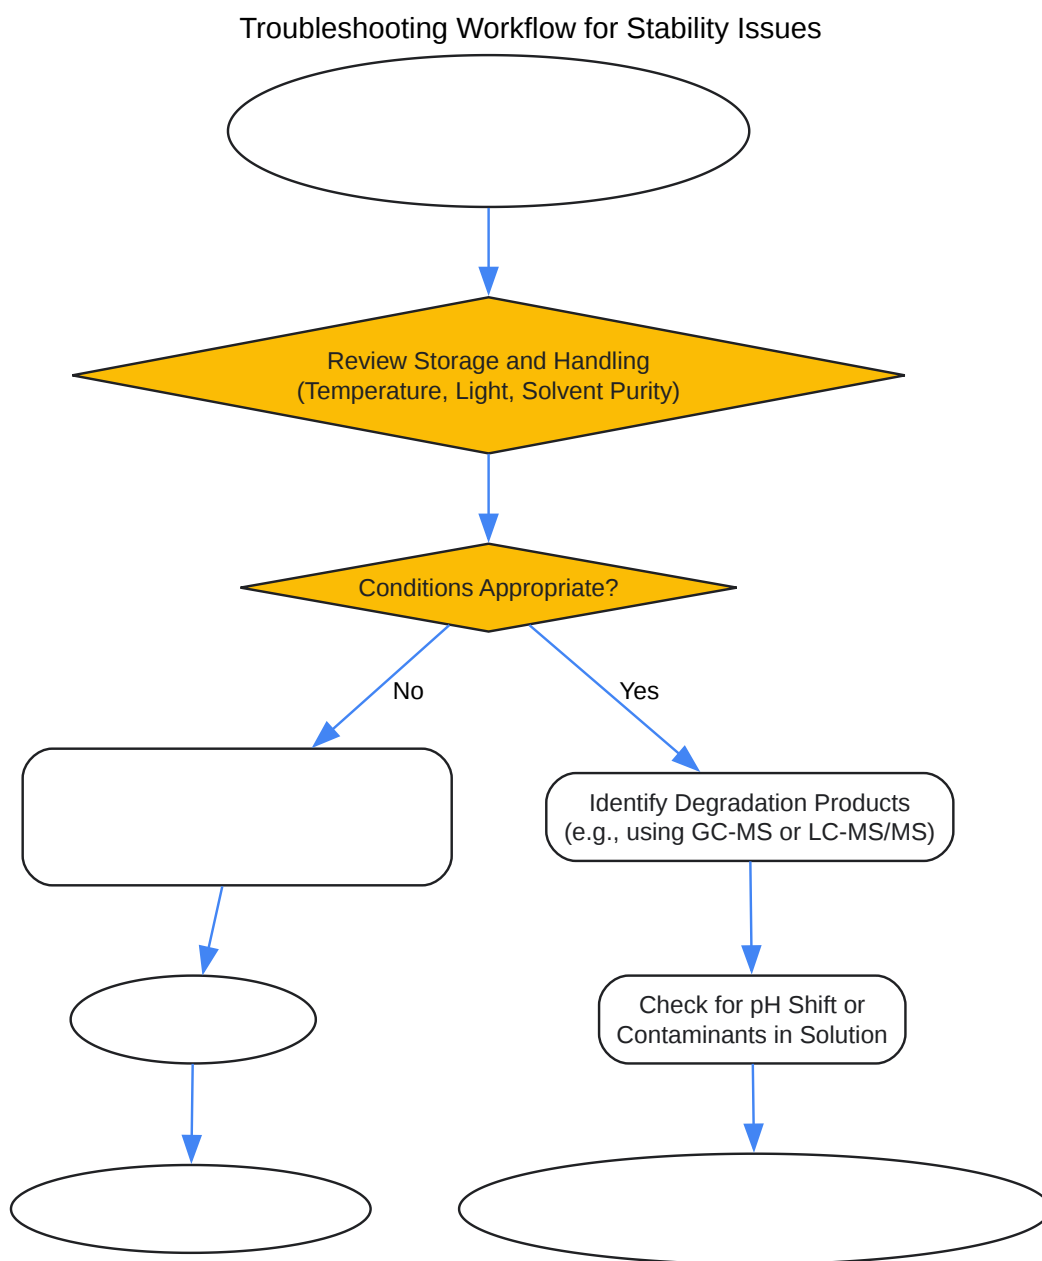 Troubleshooting Workflow for Stability Issues
Review Storage and Handling
(Temperature, Light, Solvent Purity)
Conditions Appropriate?
No
Yes
Identify Degradation Products
(e.g., using GC-MS or LC-MS/MS)
Check for pH Shift or
Contaminants in Solution